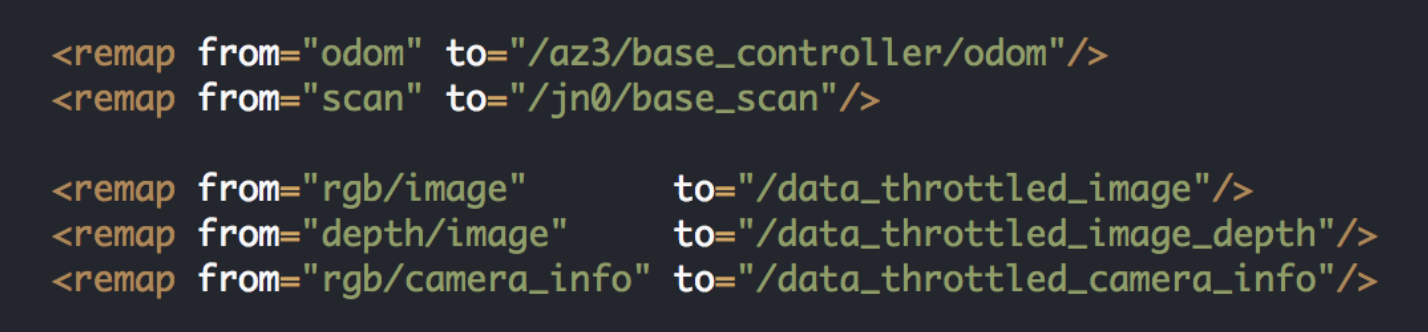 <remap from="odom" to="/az3/base_controller/odom"/>
<remap from="scan" to="/jn0/base_scan"/>
<remap from="rgb/image" to="/data_throttled_image"/>
<remap from="depth/image" to="/data_throttled_image_depth"/>
<remap from="rgb/camera_info" to="/data_throttled_camera_info"/>